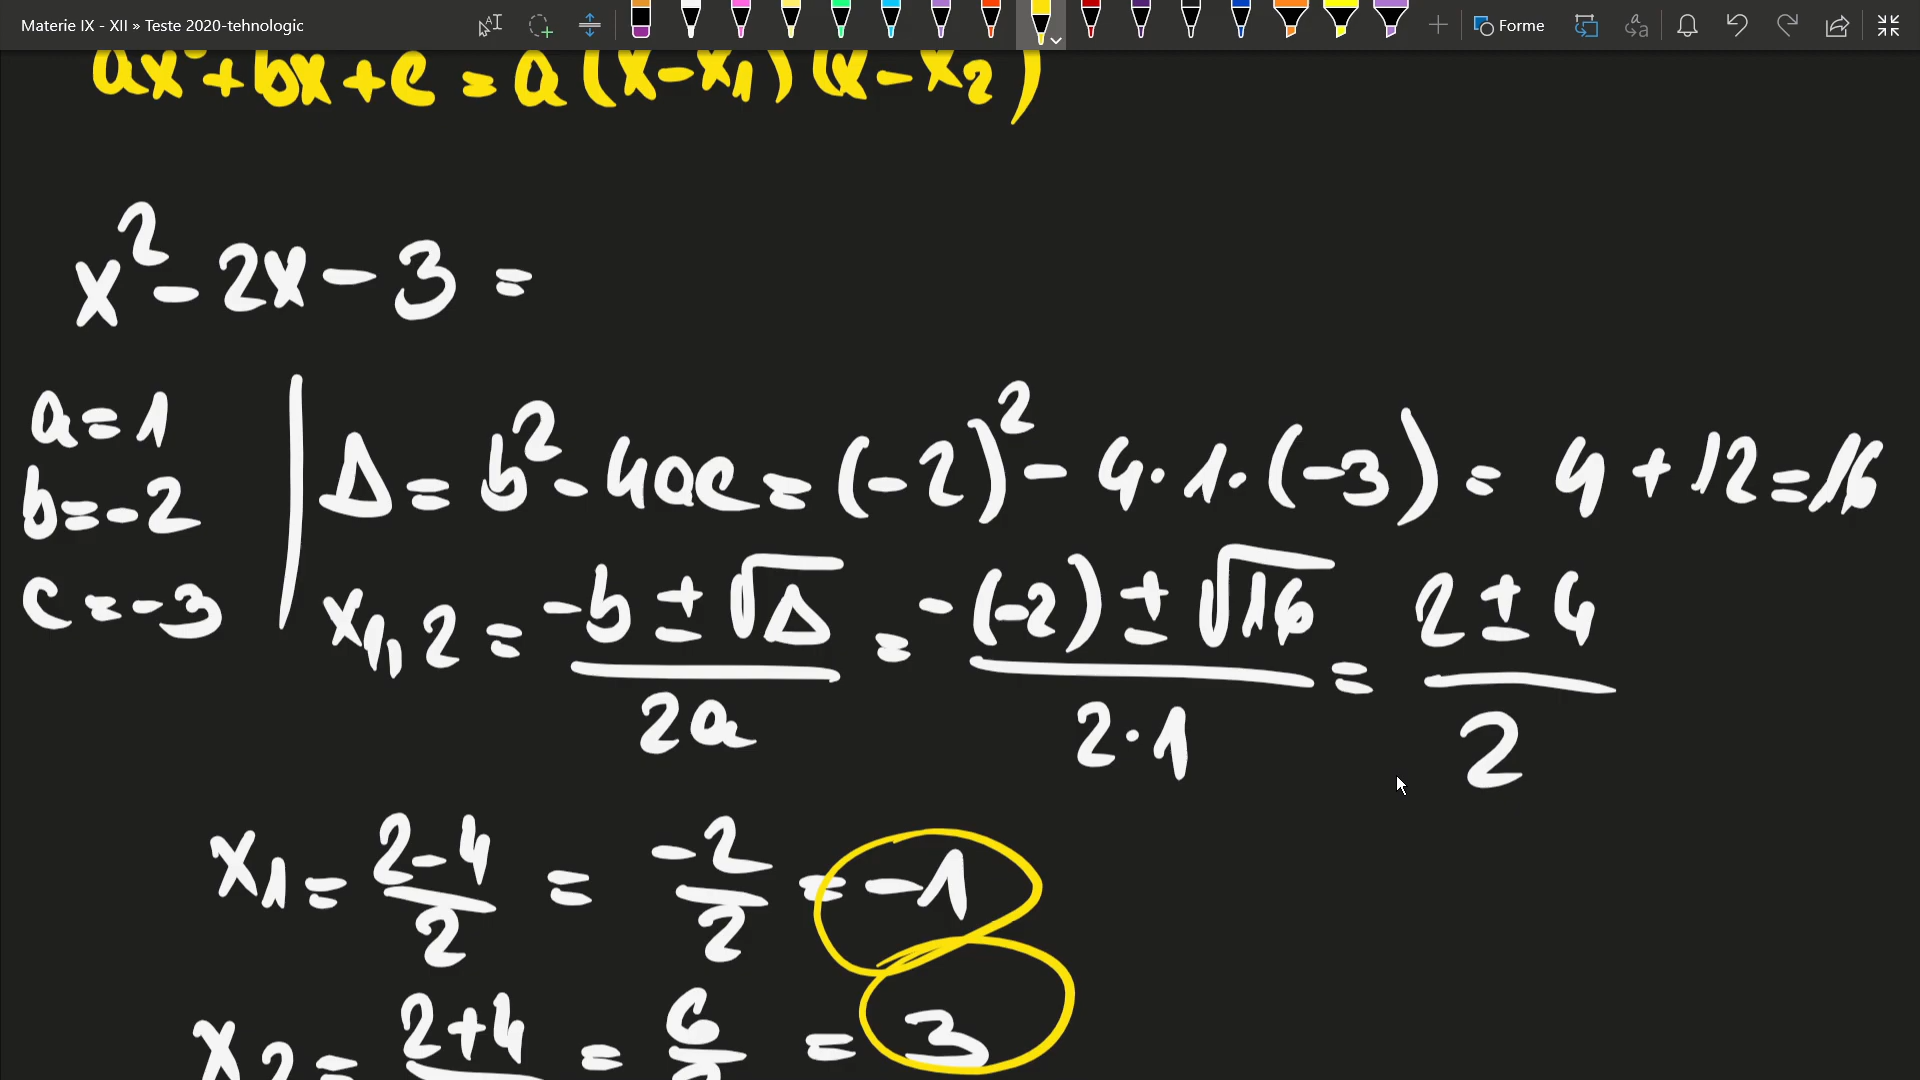 Materie IX - XII » Teste 2020-tehnologic
Forme
ax²+bx+c = a(x-x₁)(x-x₂)
x² - 2x - 3 =
a = 1
b = -2
c = -3
Δ = b² - 4ac = (-2)² - 4·1·(-3) = 4 + 12 = 16
x₁,₂ = (-b ± √Δ)/(2a) = (-(-2) ± √16)/(2·1) = (2 ± 4)/2
x₁ = (2-4)/2 = -2/2 = -1
x₂ = 2+4 = 6 = 3